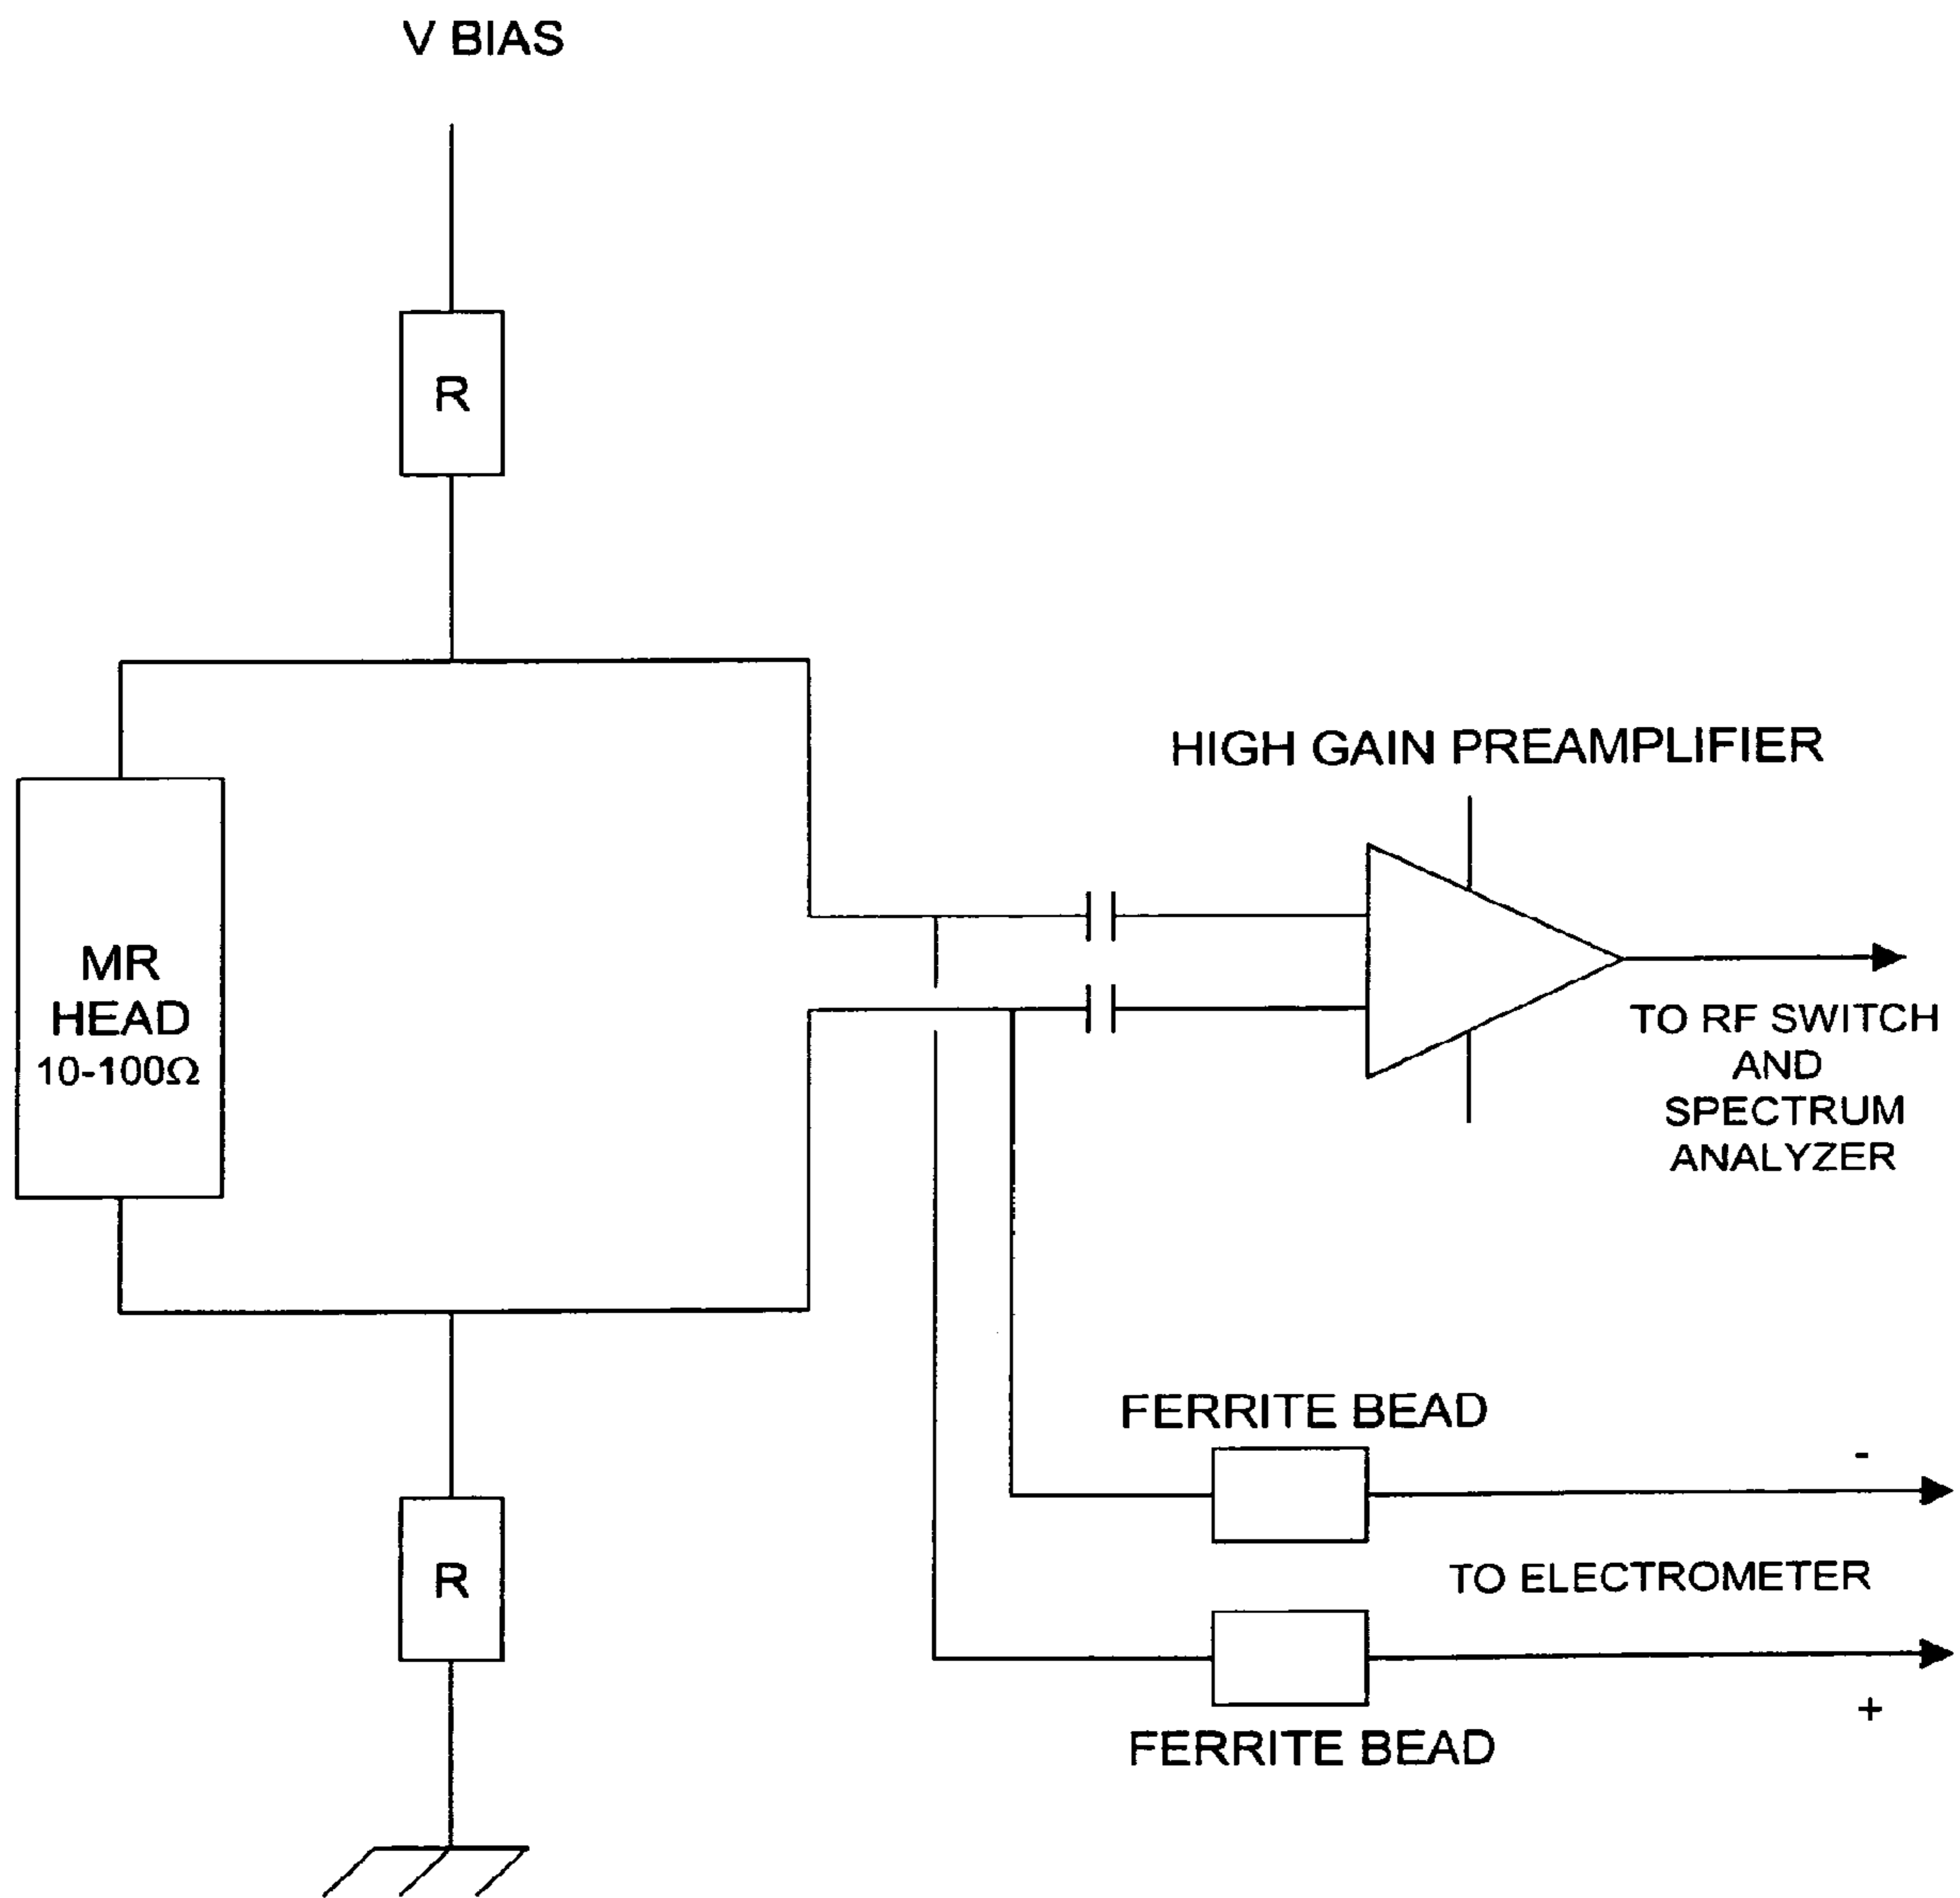 V BIAS
R
HIGH GAIN PREAMPLIFIER
MR
HEAD
10-100Ω
TO RF SWITCH
AND
SPECTRUM
ANALYZER
FERRITE BEAD
-
TO ELECTROMETER
R
+
FERRITE BEAD